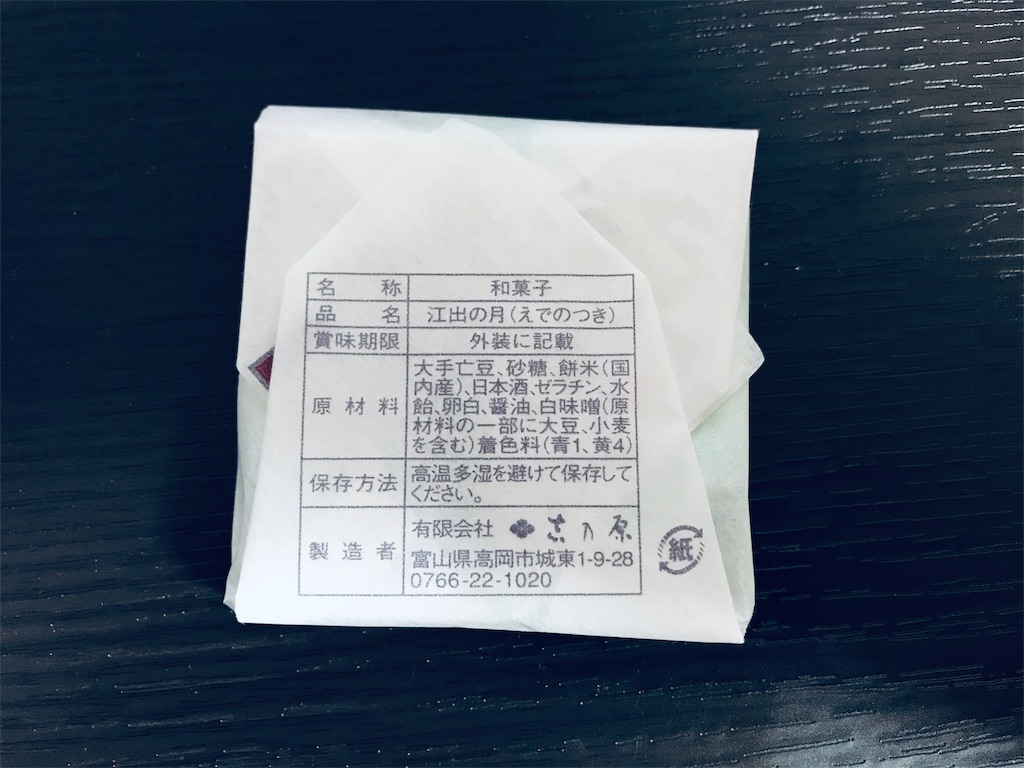 名称 和菓子
品名 江出の月(えでのつき)
賞味期限 外装に記載
原材料 大手亡豆、砂糖、餅米(国
内産)、日本酒、ゼラチン、水
飴、卵白、醤油、白味噌(原
材料の一部に大豆、小麦
を含む)着色料(青1、黄4)
保存方法 高温多湿を避けて保存して
ください。
製造者 有限会社 志乃原
富山県高岡市城東1-9-28
0766-22-1020
紙